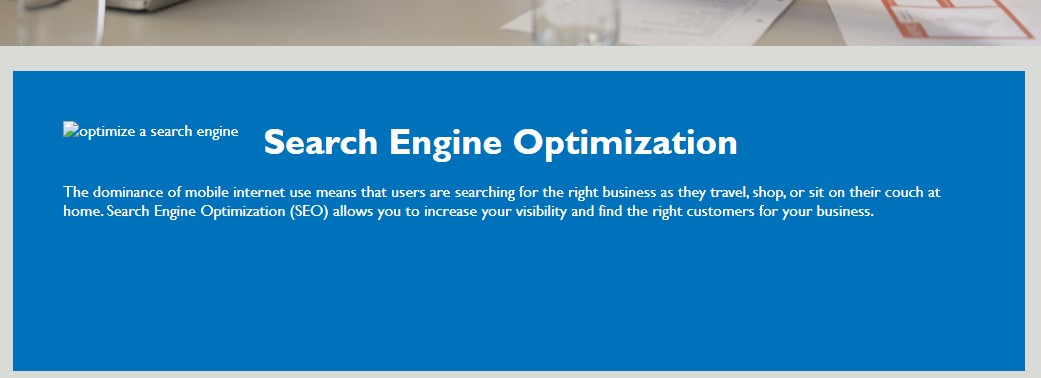 optimize a search engine
Search Engine Optimization
The dominance of mobile internet use means that users are searching for the right business as they travel, shop, or sit on their couch at
home. Search Engine Optimization (SEO) allows you to increase your visibility and find the right customers for your business.